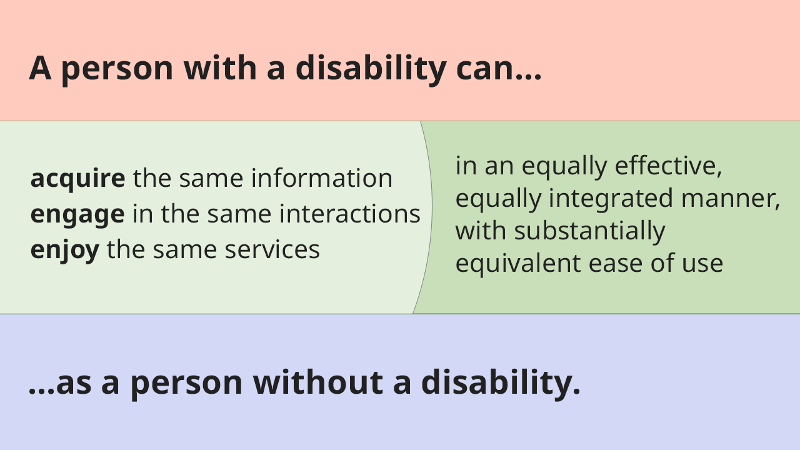 A person with a disability can...
acquire the same information
engage in the same interactions
enjoy the same services
in an equally effective,
equally integrated manner,
with substantially
equivalent ease of use
...as a person without a disability.